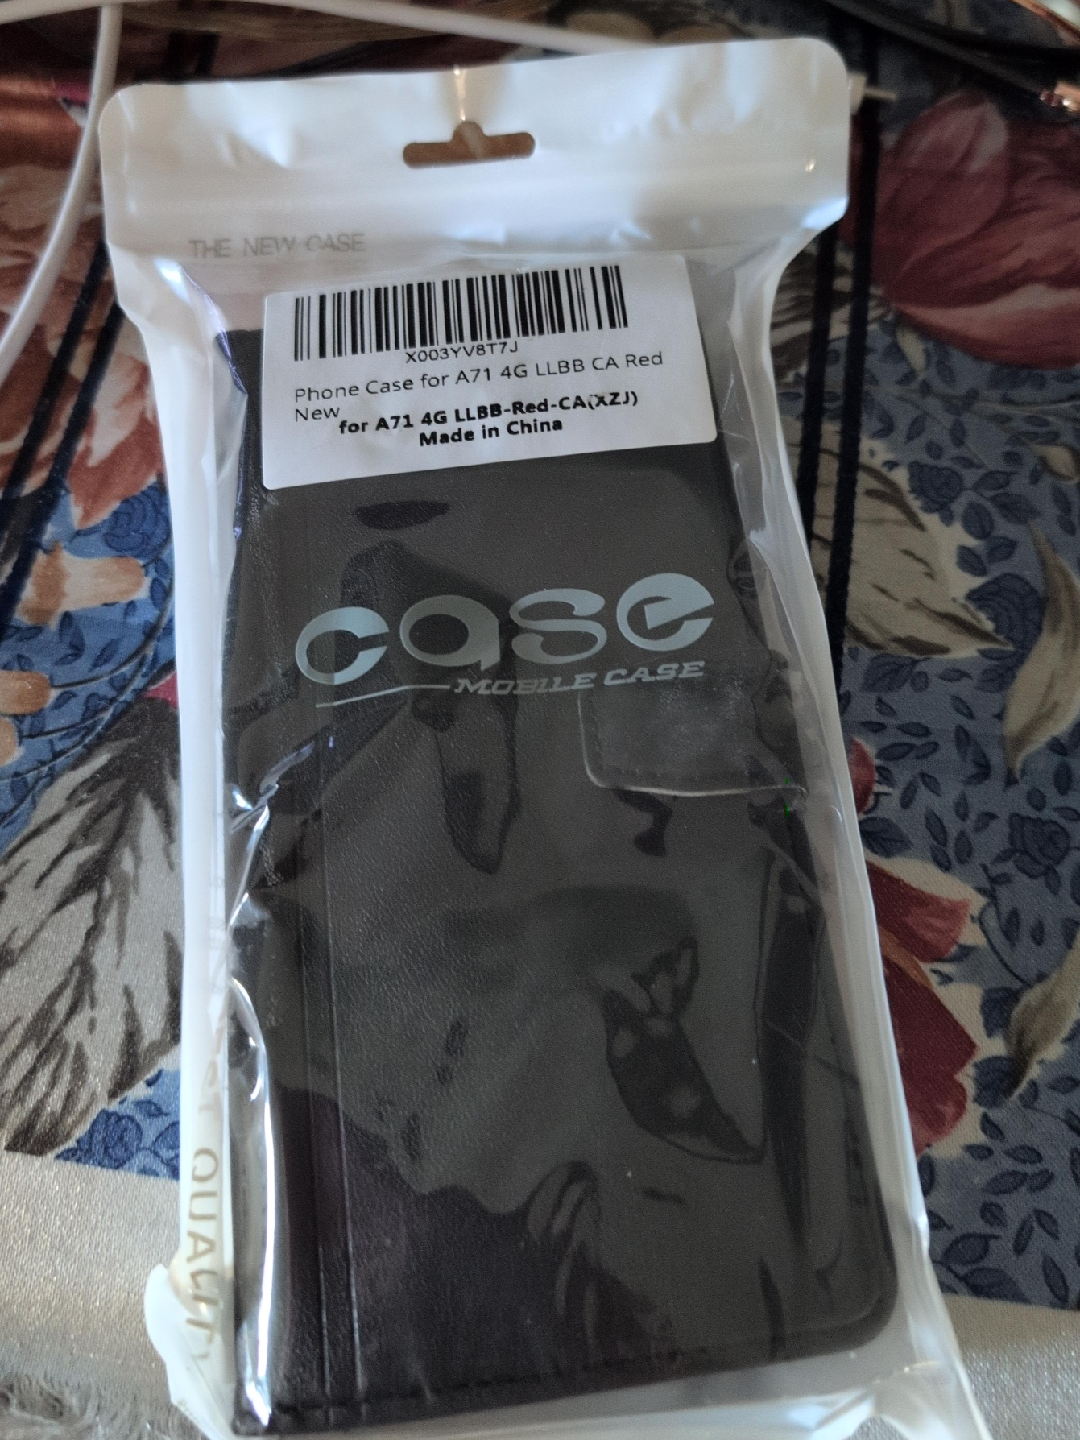 THE NEW CASE
X003YV8T7J
Phone Case for A71 4G LLBB CA Red
New
for A71 4G LLBB-Red-CA(XZJ)
Made in China
case
MOBILE CASE
QUALITY